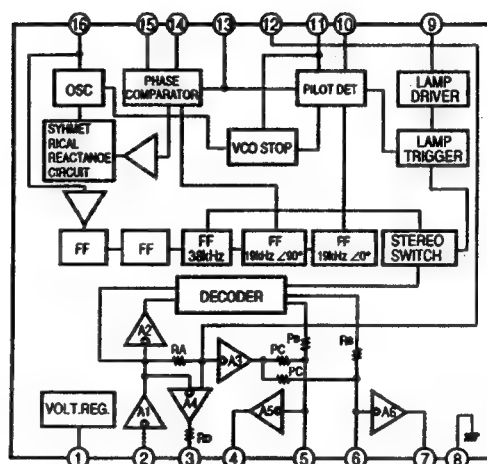 16 15 14 13 12 11 10 9
OSC
PHASE
COMPARATOR
PILOT DET
LAMP
DRIVER
SYHMET
RICAL
REACTANCE
CIRCUIT
VCO STOP
LAMP
TRIGGER
FF
FF
FF
38kHz
FF
19kHz ∠90°
FF
19kHz ∠0°
STEREO
SWITCH
DECODER
A2
RA
A3
PC
PC
RB
A4
A1
A5
A6
VOLT.REG.
RD
1 2 3 4 5 6 7 8